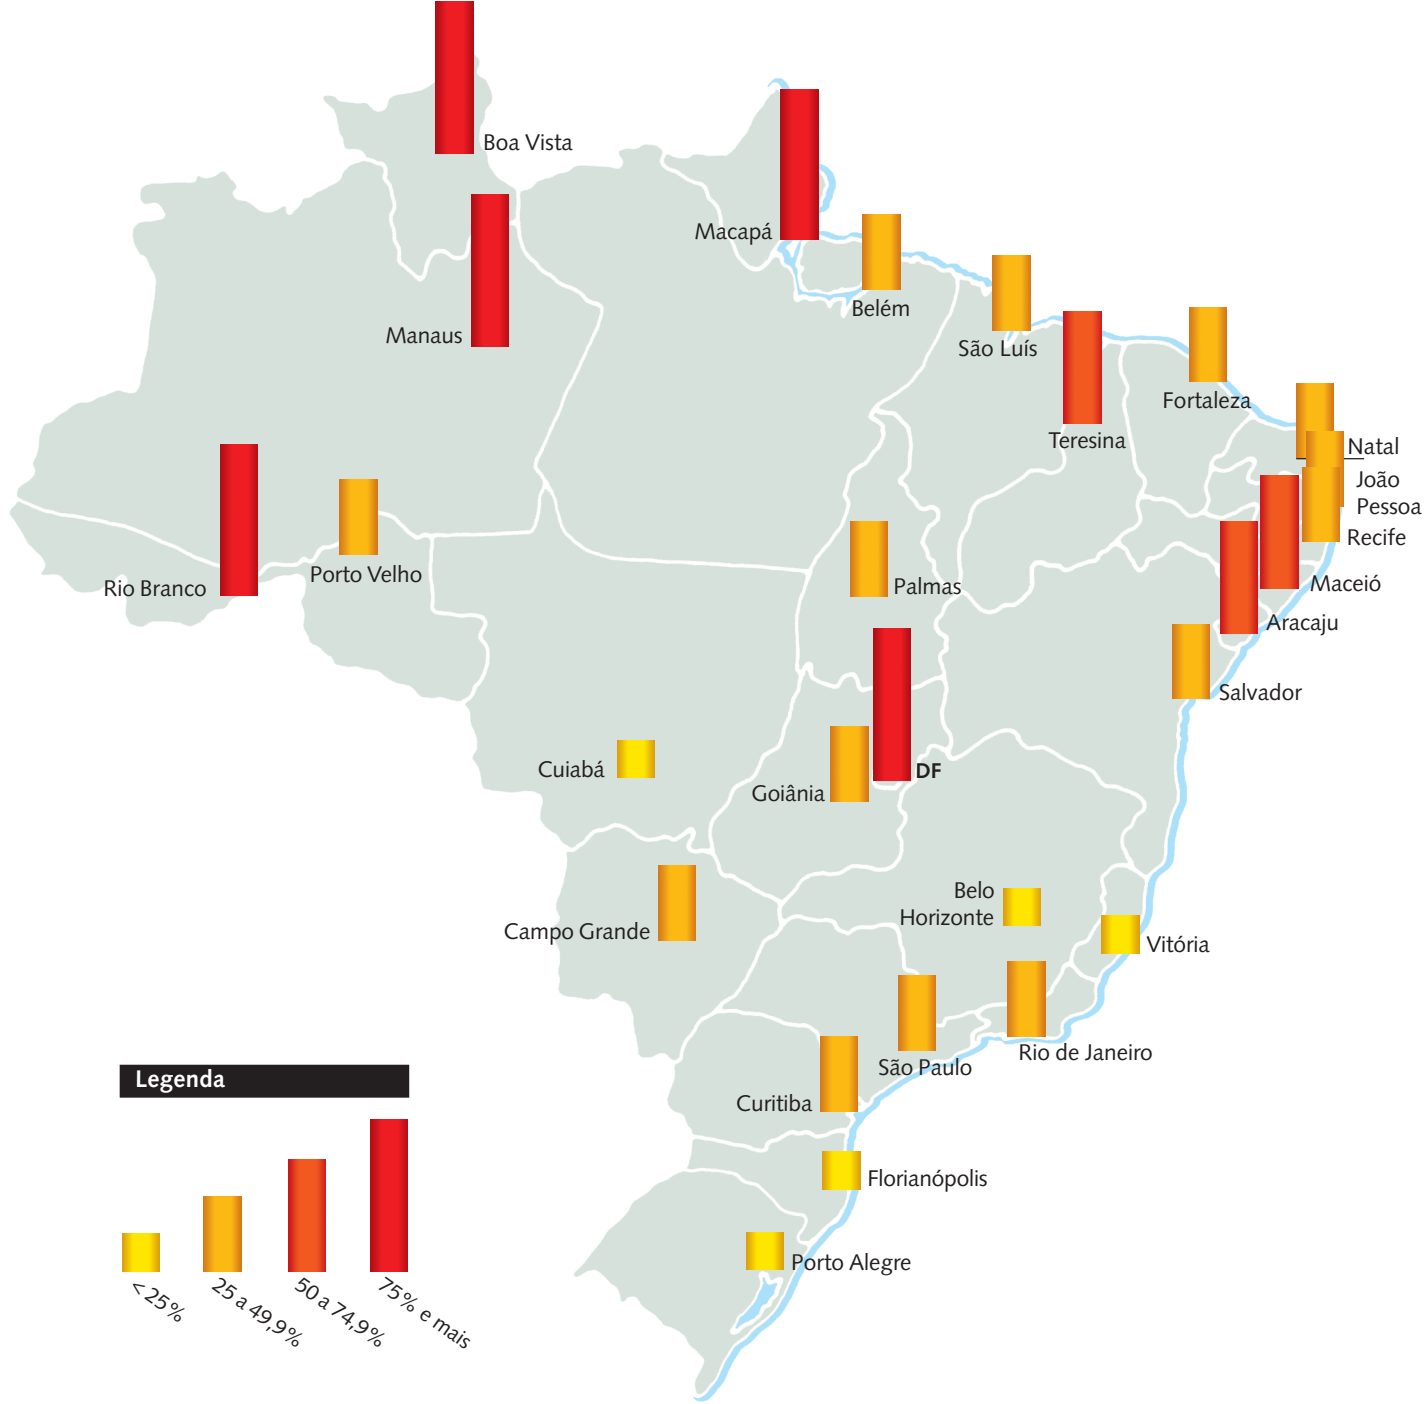 Boa Vista
Macapá
Belém
Manaus
São Luís
Fortaleza
Teresina
Natal
João
Pessoa
Recife
Rio Branco
Porto Velho
Palmas
Maceió
Aracaju
Salvador
Cuiabá
DF
Goiânia
Belo
Horizonte
Campo Grande
Vitória
São Paulo
Rio de Janeiro
Curitiba
Florianópolis
Porto Alegre
Legenda
< 25%
25 a 49,9%
50 a 74,9%
75% e mais